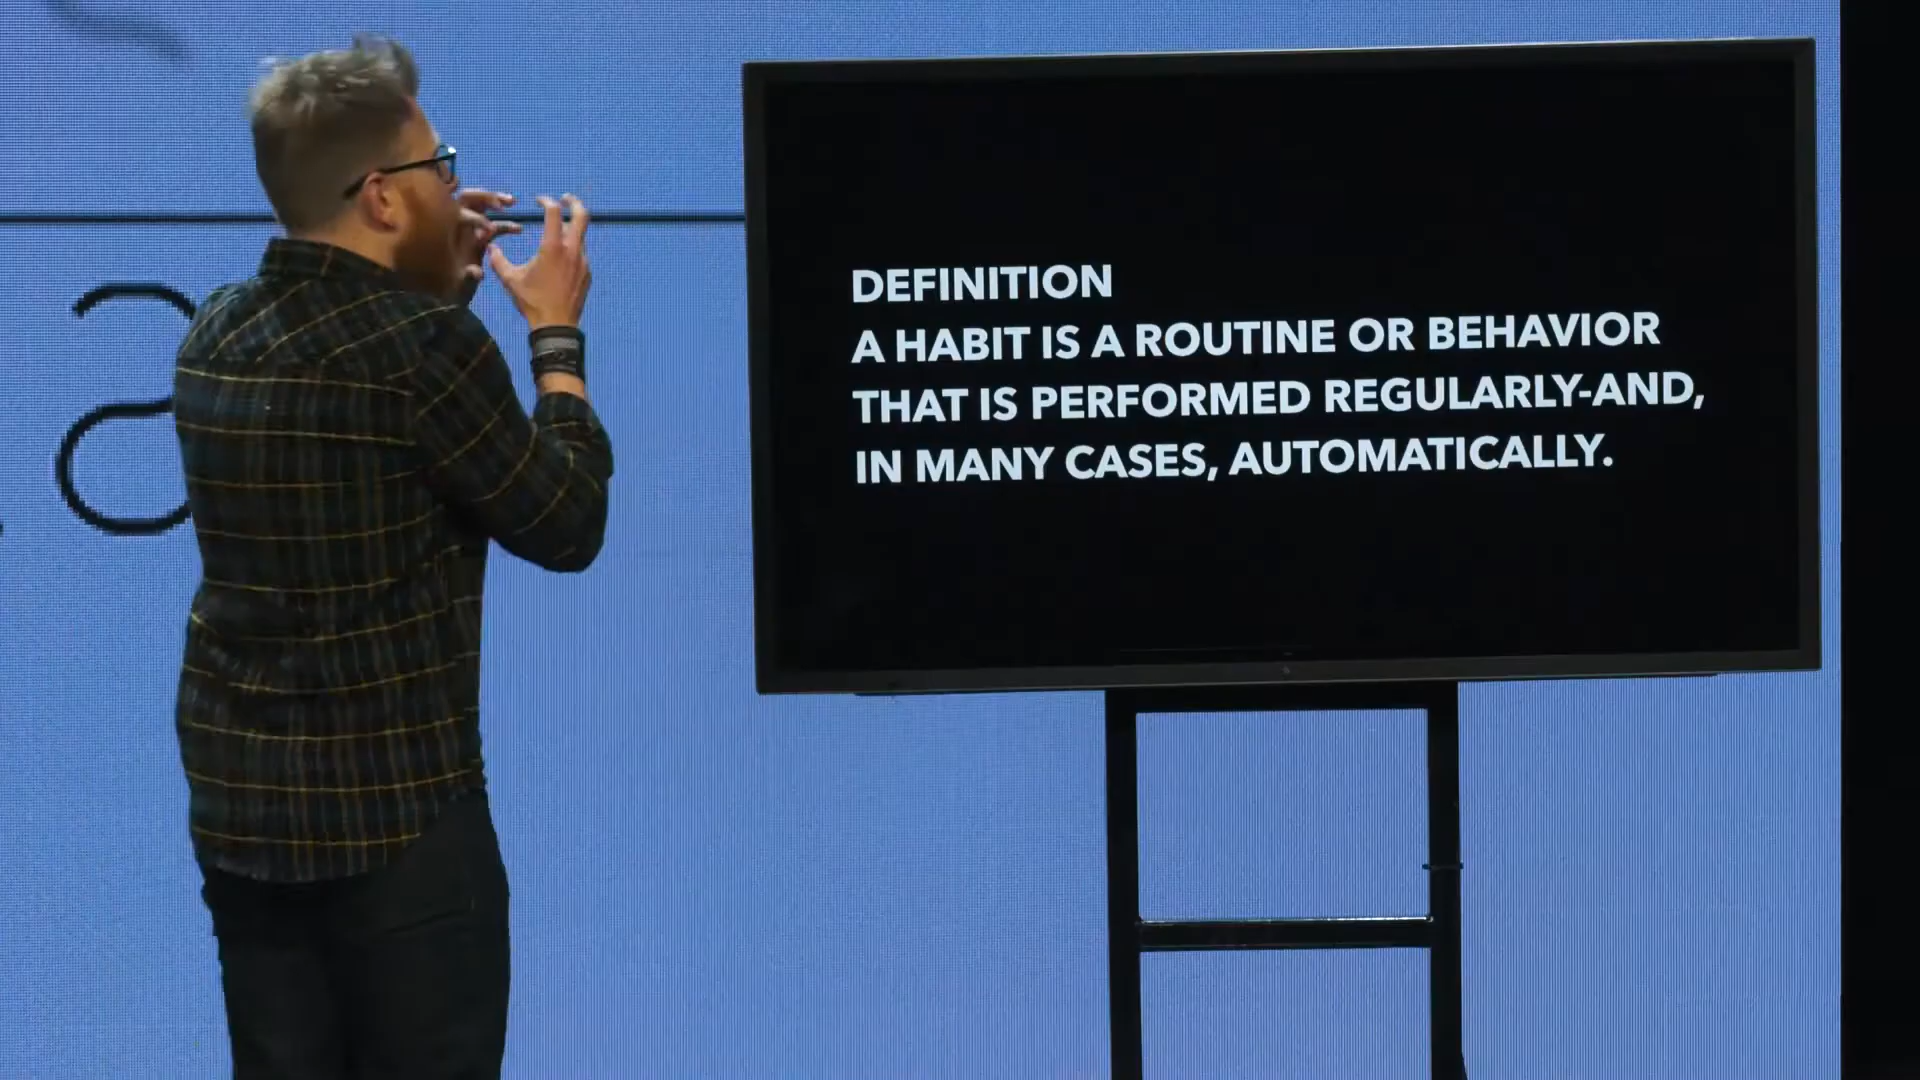 DEFINITION
A HABIT IS A ROUTINE OR BEHAVIOR
THAT IS PERFORMED REGULARLY-AND,
IN MANY CASES, AUTOMATICALLY.